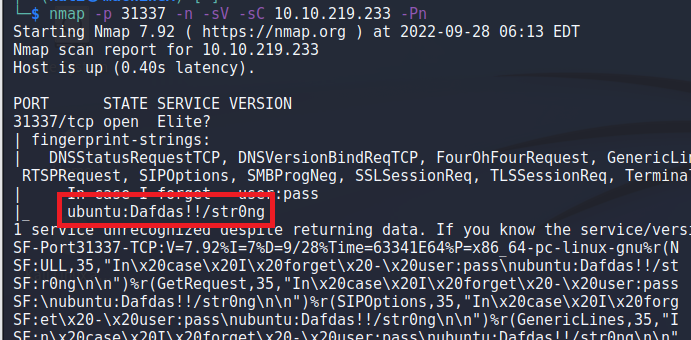 └─$ nmap -p 31337 -n -sV -sC 10.10.219.233 -Pn
Starting Nmap 7.92 ( https://nmap.org ) at 2022-09-28 06:13 EDT
Nmap scan report for 10.10.219.233
Host is up (0.40s latency).
PORT      STATE SERVICE VERSION
31337/tcp open  Elite?
| fingerprint-strings:
|   DNSStatusRequestTCP, DNSVersionBindReqTCP, FourOhFourRequest, GenericLin
RTSPRequest, SIPOptions, SMBProgNeg, SSLSessionReq, TLSSessionReq, Termina
|     In case I forget - user:pass
|_    ubuntu:Dafdas!!/str0ng
1 service unrecognized despite returning data. If you know the service/versi
SF-Port31337-TCP:V=7.92%I=7%D=9/28%Time=63341E64%P=x86_64-pc-linux-gnu%r(N
SF:ULL,35,"In\x20case\x20I\x20forget\x20-\x20user:pass\nubuntu:Dafdas!!/st
SF:r0ng\n\n")%r(GetRequest,35,"In\x20case\x20I\x20forget\x20-\x20user:pass
SF:\nubuntu:Dafdas!!/str0ng\n\n")%r(SIPOptions,35,"In\x20case\x20I\x20forg
SF:et\x20-\x20user:pass\nubuntu:Dafdas!!/str0ng\n\n")%r(GenericLines,35,"I
SF:n\x20case\x20I\x20forget\x20-\x20user:pass\nubuntu:Dafdas!!/str0ng\n\n"